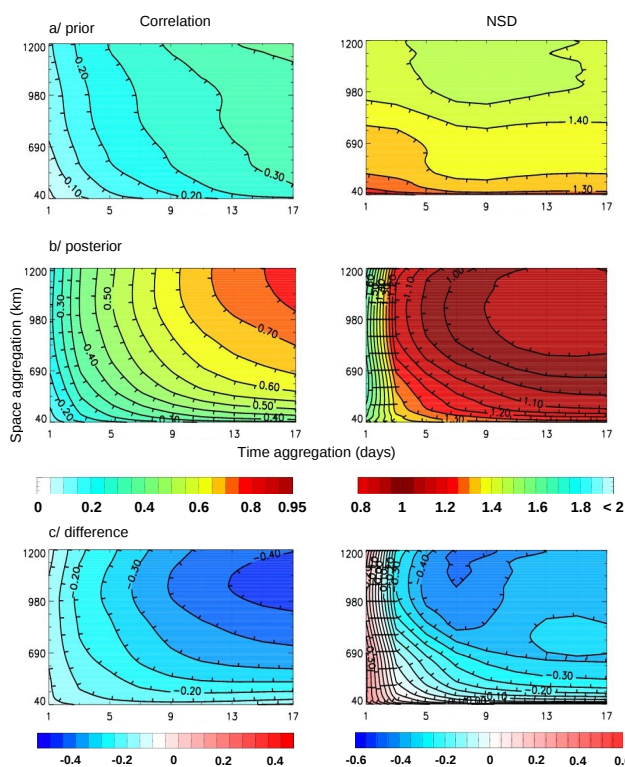 Correlation NSD
a/ prior
1200 0.20 1200
980 980 1.40
690 690
0.30
40 0.10 0.20 40 1.30
1 5 9 13 17 1 5 9 13 17
b/ posterior
1200 0.30 0.50 1200 1.10 1.00
980 0.70 980
690 0.40 0.60 690
0.50 1.10
40 0.20 0.30 0.40 40 1.30 1.20
1 5 9 13 17 1 5 9 13 17
Space aggregation (km)
Time aggregation (days)
0 0.2 0.4 0.6 0.8 0.95 0.8 1 1.2 1.4 1.6 1.8 < 2
c/ difference
1200 -0.20 -0.30 -0.40 1200 -0.30 -0.40
980 980
690 690 -0.30
40 -0.20 40 -0.20
1 5 9 13 17 1 5 9 13 17
-0.4 -0.2 0 0.2 0.4 -0.6 -0.4 -0.2 0 0.2 0.4